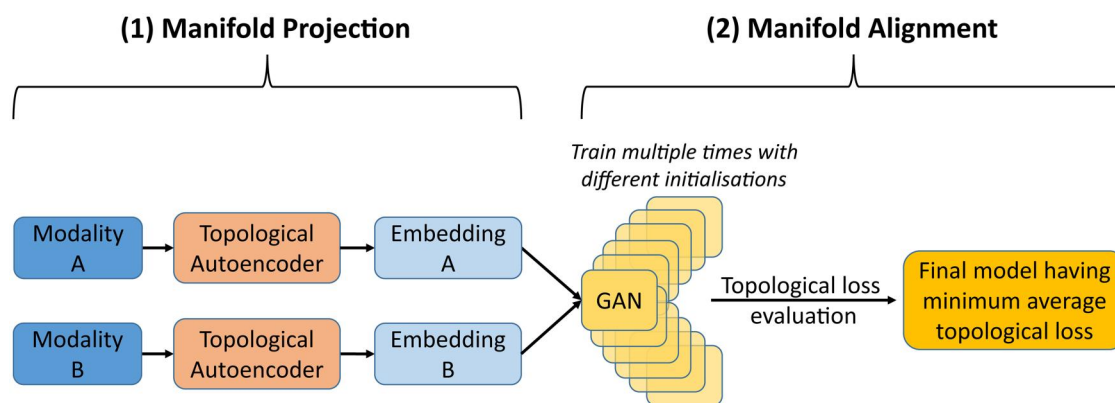 (1) Manifold Projection
(2) Manifold Alignment
Train multiple times with
different initialisations
Modality
A
Topological
Autoencoder
Embedding
A
Modality
B
Topological
Autoencoder
Embedding
B
GAN
Topological loss
evaluation
Final model having
minimum average
topological loss